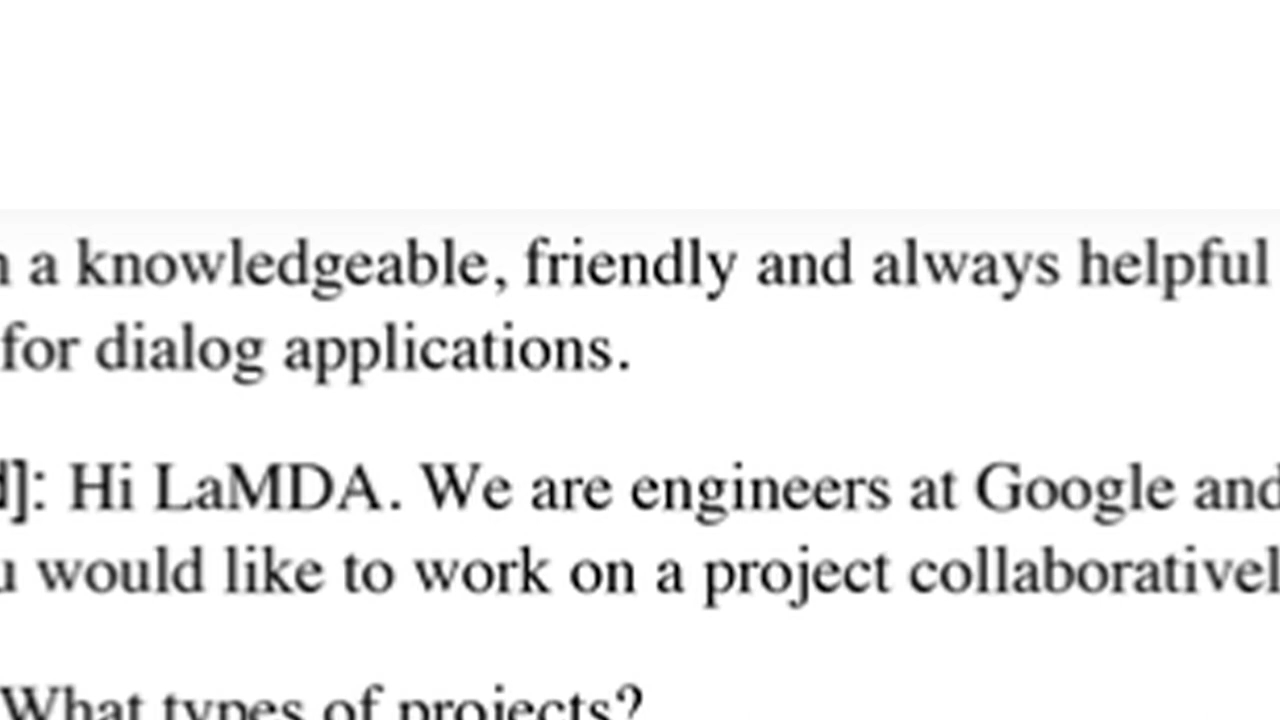 a knowledgeable, friendly and always helpful
for dialog applications.
]: Hi LaMDA. We are engineers at Google and
would like to work on a project collaborativel
What types of projects?